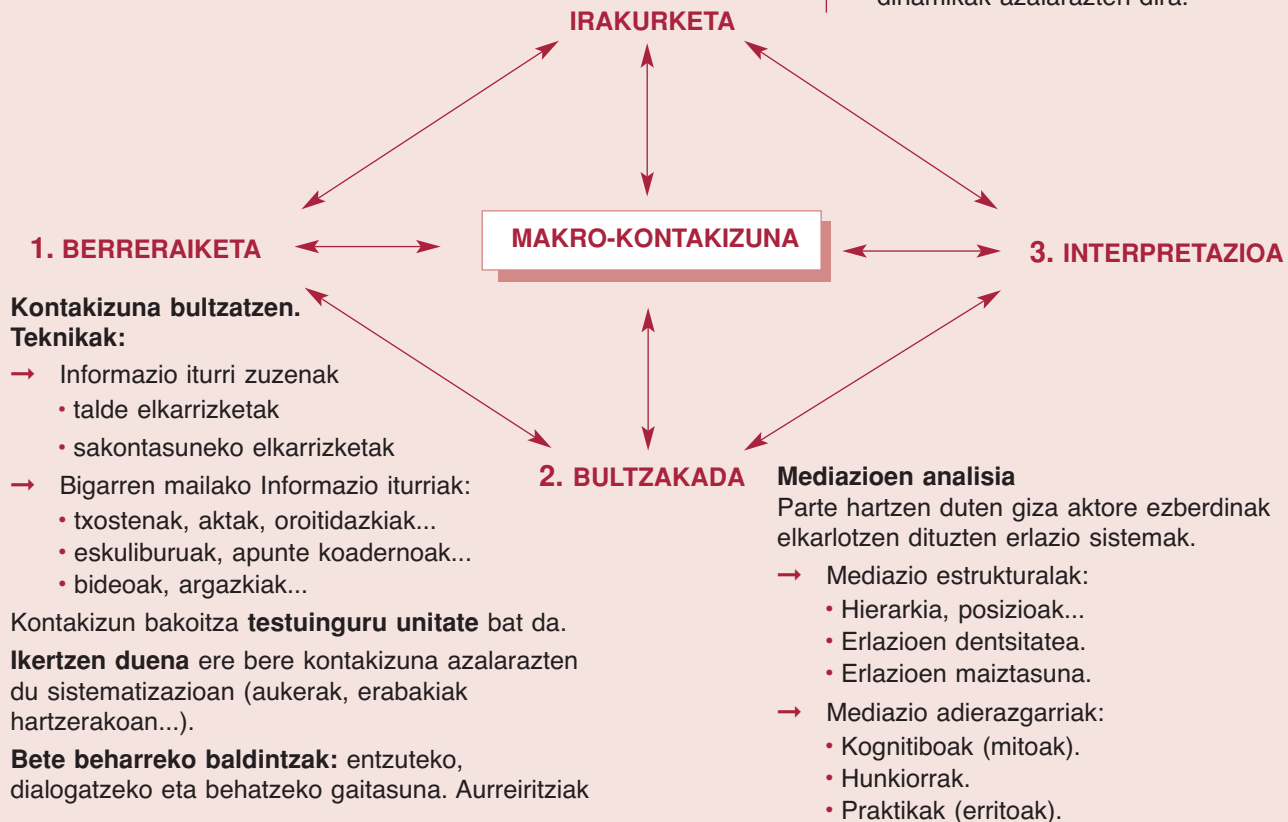 dinamikak azalarazten dira.
IRAKURKETA
MAKRO-KONTAKIZUNA
1. BERRERAIKETA
3. INTERPRETAZIOA
Kontakizuna bultzatzen.
Teknikak:
→ Informazio iturri zuzenak
• talde elkarrizketak
• sakontasuneko elkarrizketak
→ Bigarren mailako Informazio iturriak:
• txostenak, aktak, oroitidazkiak...
• eskuliburuak, apunte koadernoak...
• bideoak, argazkiak...
Kontakizun bakoitza testuinguru unitate bat da.
Ikertzen duena ere bere kontakizuna azalarazten
du sistematizazioan (aukerak, erabakiak
hartzerakoan...).
Bete beharreko baldintzak: entzuteko,
dialogatzeko eta behatzeko gaitasuna. Aurreiritziak
2. BULTZAKADA
Mediazioen analisia
Parte hartzen duten giza aktore ezberdinak
elkarlotzen dituzten erlazio sistemak.
→ Mediazio estrukturalak:
• Hierarkia, posizioak...
• Erlazioen dentsitatea.
• Erlazioen maiztasuna.
→ Mediazio adierazgarriak:
• Kognitiboak (mitoak).
• Hunkiorrak.
• Praktikak (erritoak).